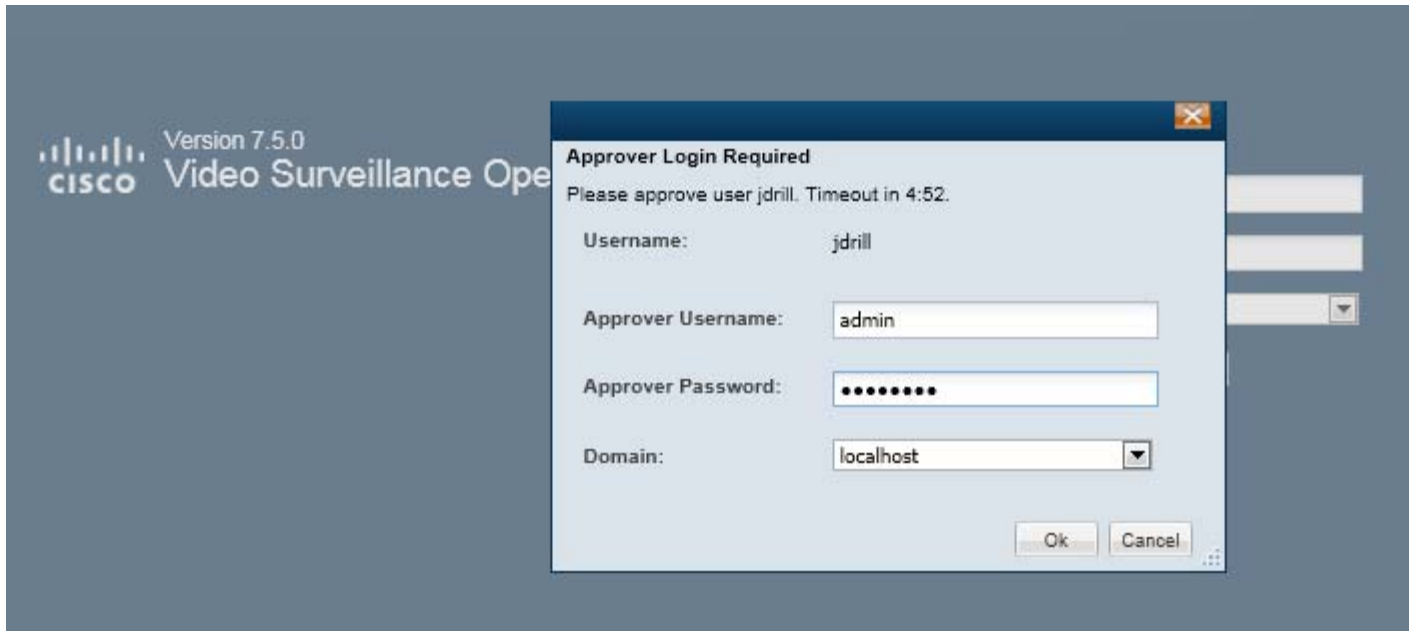 Version 7.5.0
CISCO Video Surveillance Ope
Approver Login Required
Please approve user jdrill. Timeout in 4:52.
Username: jdrill
Approver Username: admin
Approver Password: ••••••••
Domain: localhost
Ok Cancel